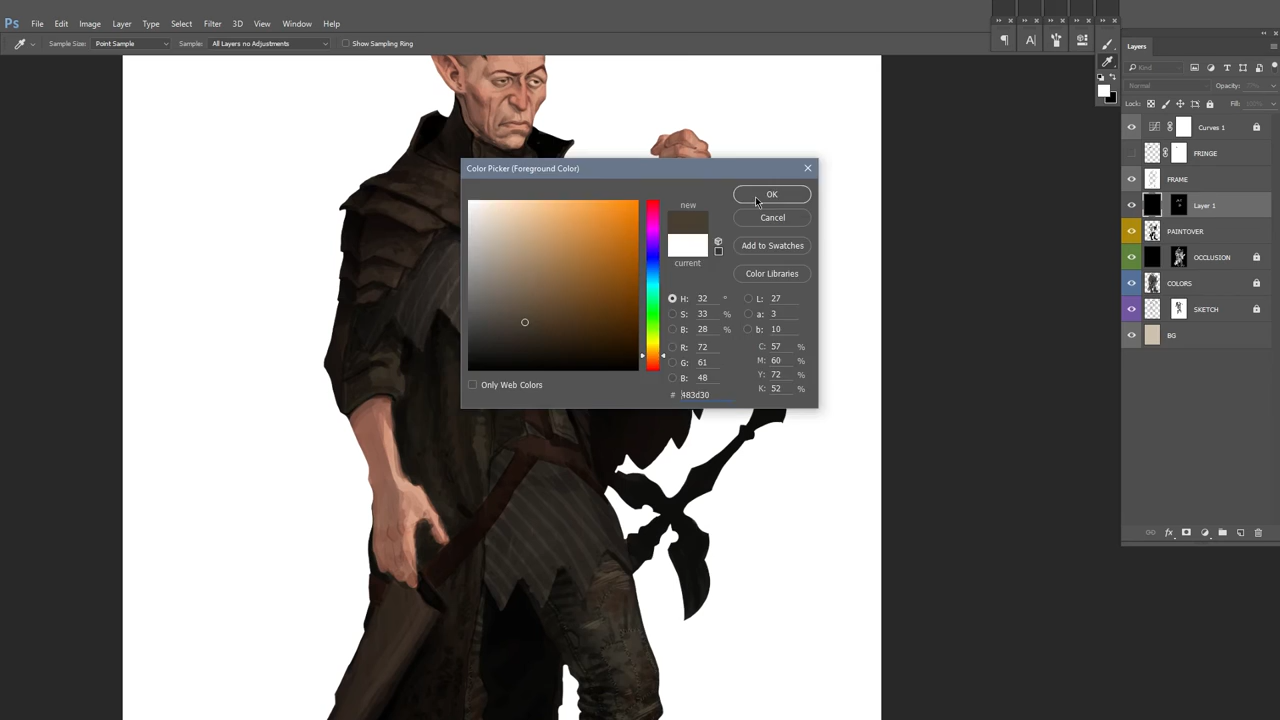 Ps File Edit Image Layer Type Select Filter 3D View Window Help
Sample Size: Point Sample Sample: All Layers no Adjustments Show Sampling Ring
Layers
Kind
Normal Opacity:
Lock: Fill: 100%
Curves 1
FRINGE
FRAME
Layer 1
PAINTOVER
OCCLUSION
COLORS
SKETCH
BG
fx
Color Picker (Foreground Color)
new
current
OK
Cancel
Add to Swatches
Color Libraries
H: 32 ° L: 27
S: 33 % a: 3
B: 28 % b: 10
R: 72 C: 57 %
G: 61 M: 60 %
B: 48 Y: 72 %
K: 52 %
# 483d30
Only Web Colors